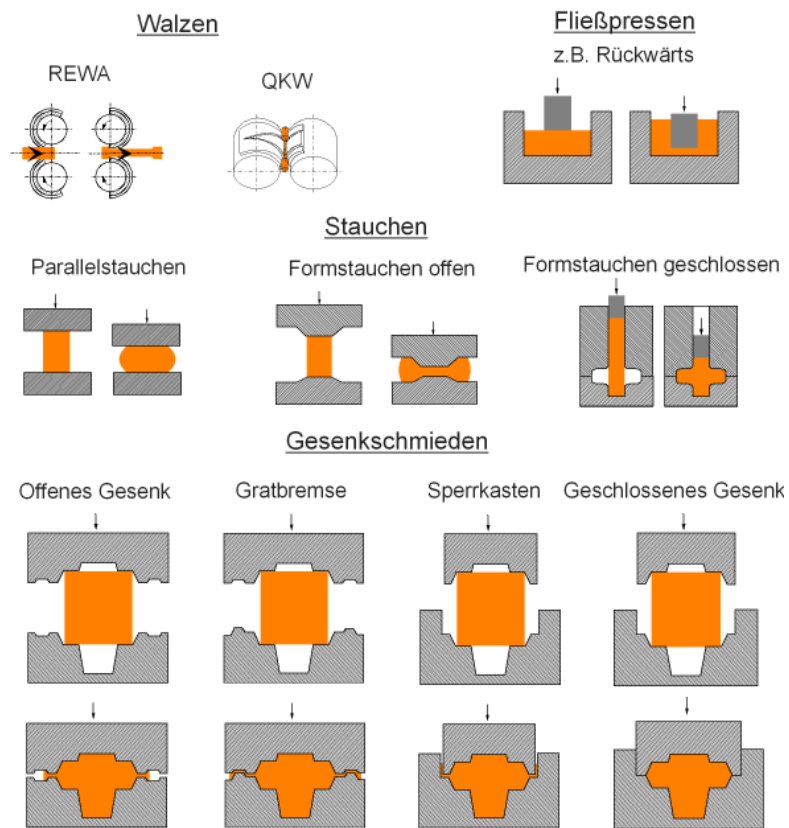 Walzen
Fließpressen
z.B. Rückwärts
REWA
QKW
Stauchen
Parallelstauchen
Formstauchen offen
Formstauchen geschlossen
Gesenkschmieden
Offenes Gesenk
Gratbremse
Sperrkasten
Geschlossenes Gesenk